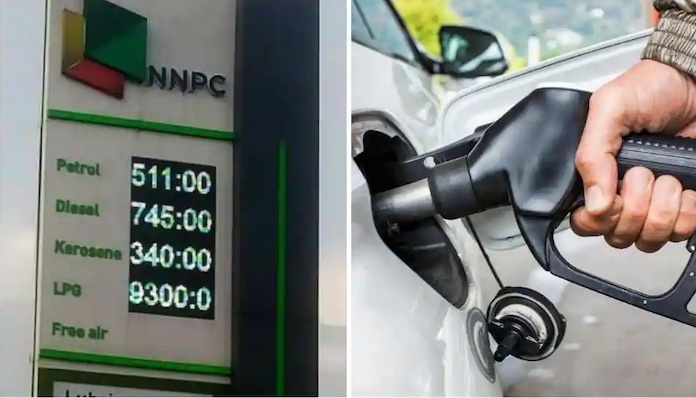 NNPC
Petrol 511:00
Diesel 745:00
Kerosene 340:00
LPG 9300:0
Free air